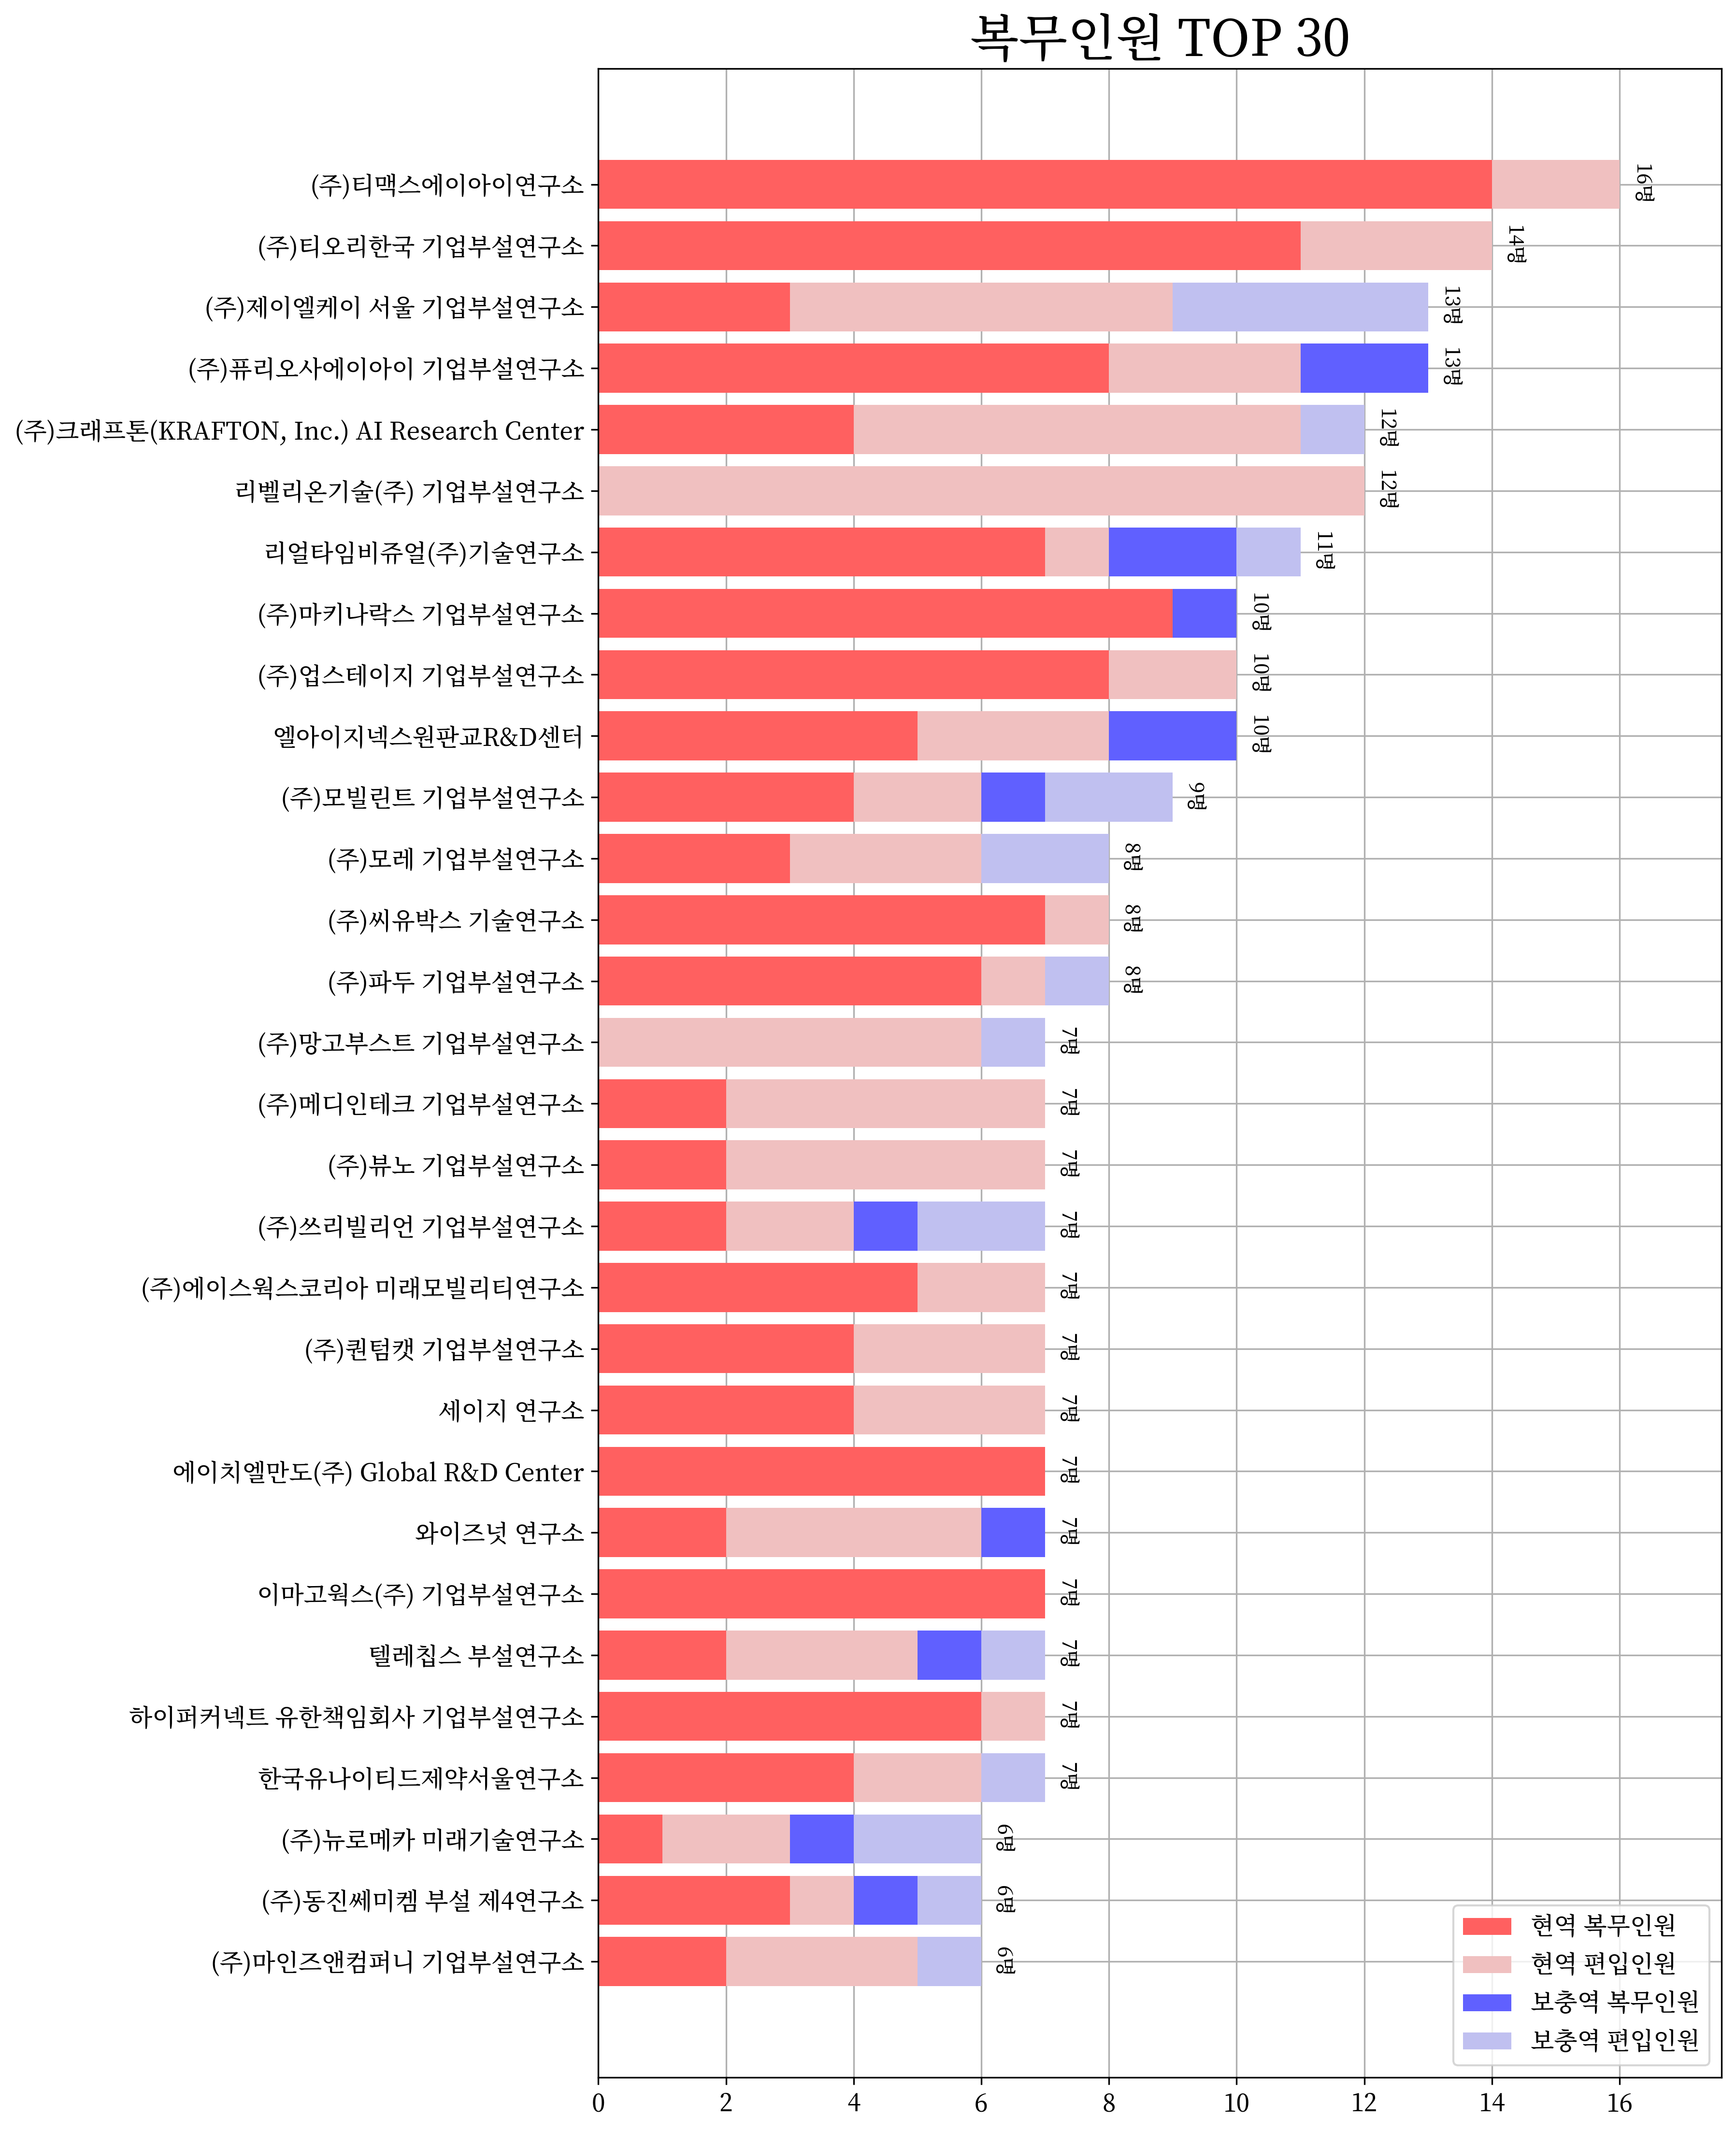 복무인원 TOP 30
(주)티맥스에이아이연구소 16명
(주)티오리한국 기업부설연구소 14명
(주)제이엘케이 서울 기업부설연구소 13명
(주)퓨리오사에이아이 기업부설연구소 13명
(주)크래프톤(KRAFTON, Inc.) AI Research Center 12명
리벨리온기술(주) 기업부설연구소 12명
리얼타임비쥬얼(주)기술연구소 11명
(주)마키나락스 기업부설연구소 10명
(주)업스테이지 기업부설연구소 10명
엘아이지넥스원판교R&D센터 10명
(주)모빌린트 기업부설연구소 9명
(주)모레 기업부설연구소 8명
(주)씨유박스 기술연구소 8명
(주)파두 기업부설연구소 8명
(주)망고부스트 기업부설연구소 7명
(주)메디인테크 기업부설연구소 7명
(주)뷰노 기업부설연구소 7명
(주)쓰리빌리언 기업부설연구소 7명
(주)에이스웍스코리아 미래모빌리티연구소 7명
(주)퀀텀캣 기업부설연구소 7명
세이지 연구소 7명
에이치엘만도(주) Global R&D Center 7명
와이즈넛 연구소 7명
이마고웍스(주) 기업부설연구소 7명
텔레칩스 부설연구소 7명
하이퍼커넥트 유한책임회사 기업부설연구소 7명
한국유나이티드제약서울연구소 7명
(주)뉴로메카 미래기술연구소 6명
(주)동진쎄미켐 부설 제4연구소 6명
(주)마인즈앤컴퍼니 기업부설연구소 6명
현역 복무인원
현역 편입인원
보충역 복무인원
보충역 편입인원
0 2 4 6 8 10 12 14 16